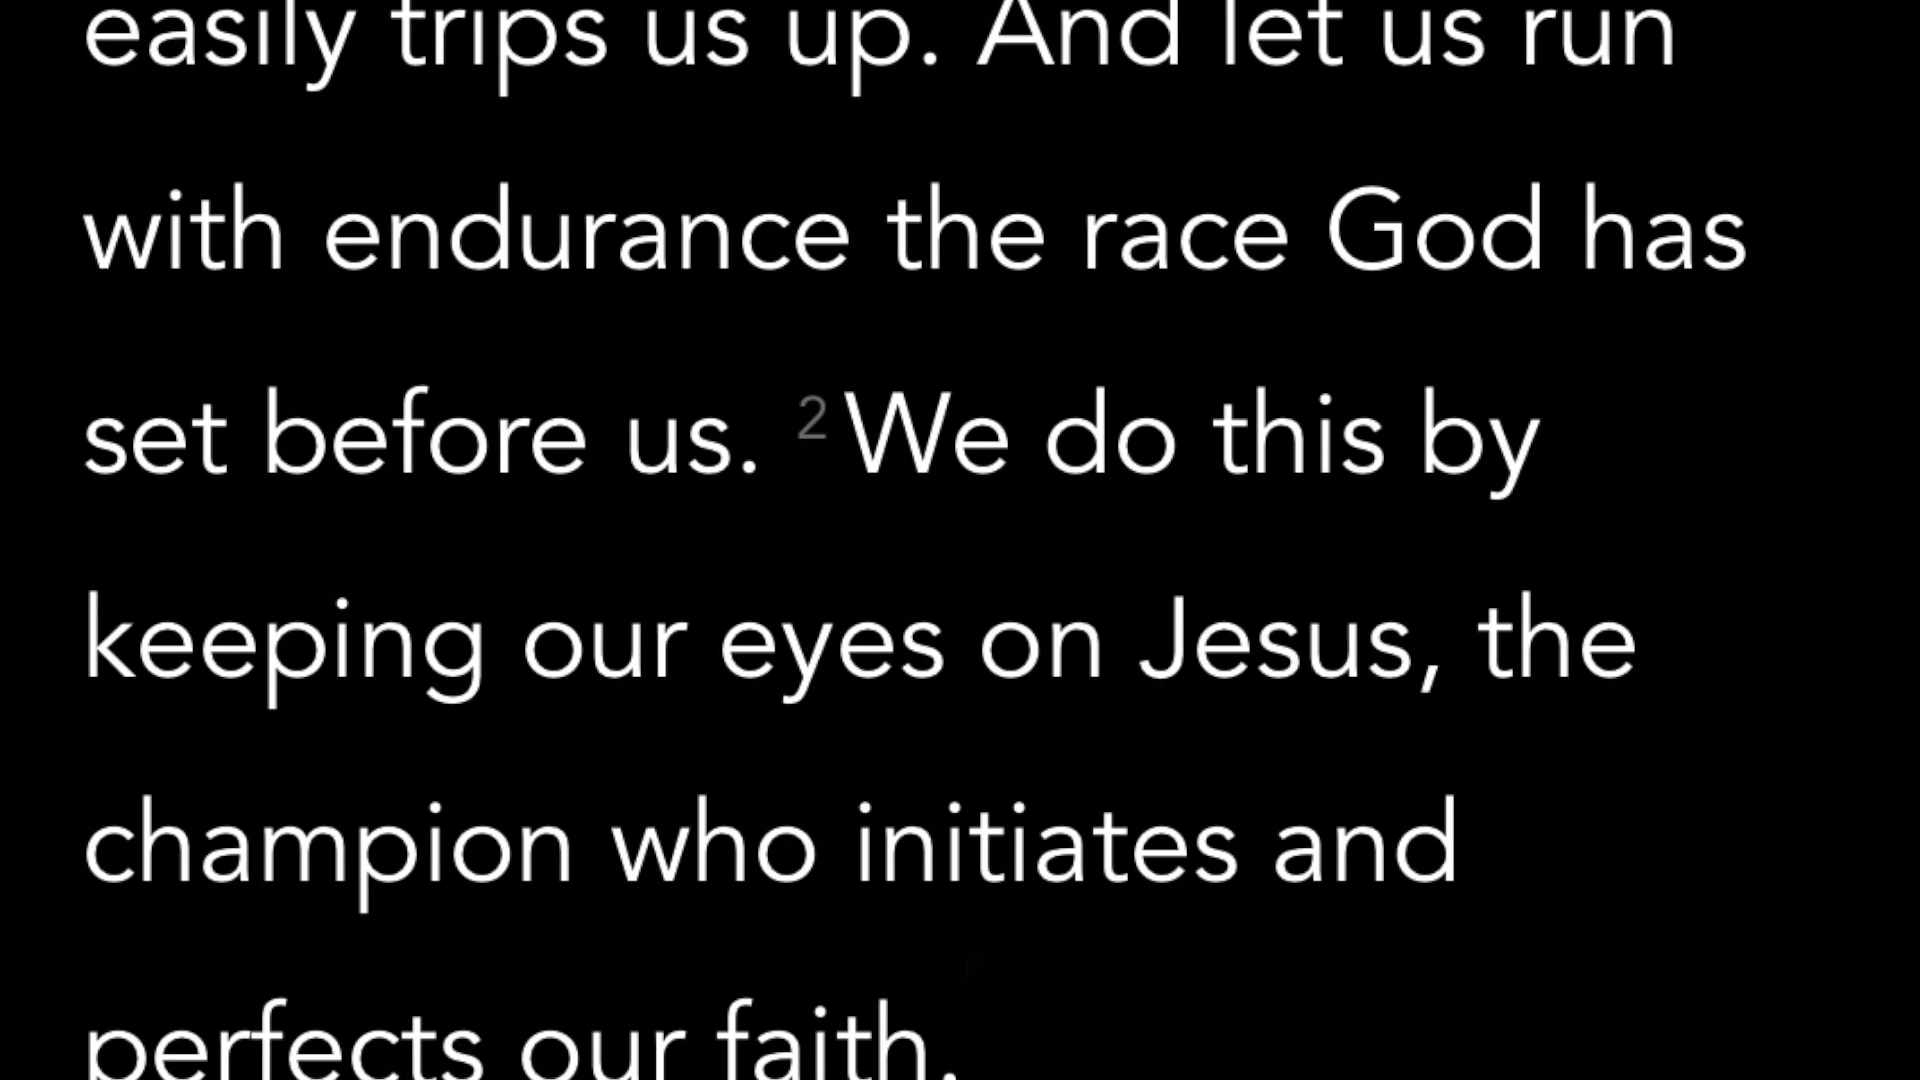 easily trips us up. And let us run
with endurance the race God has
set before us. 2 We do this by
keeping our eyes on Jesus, the
champion who initiates and
perfects our faith.